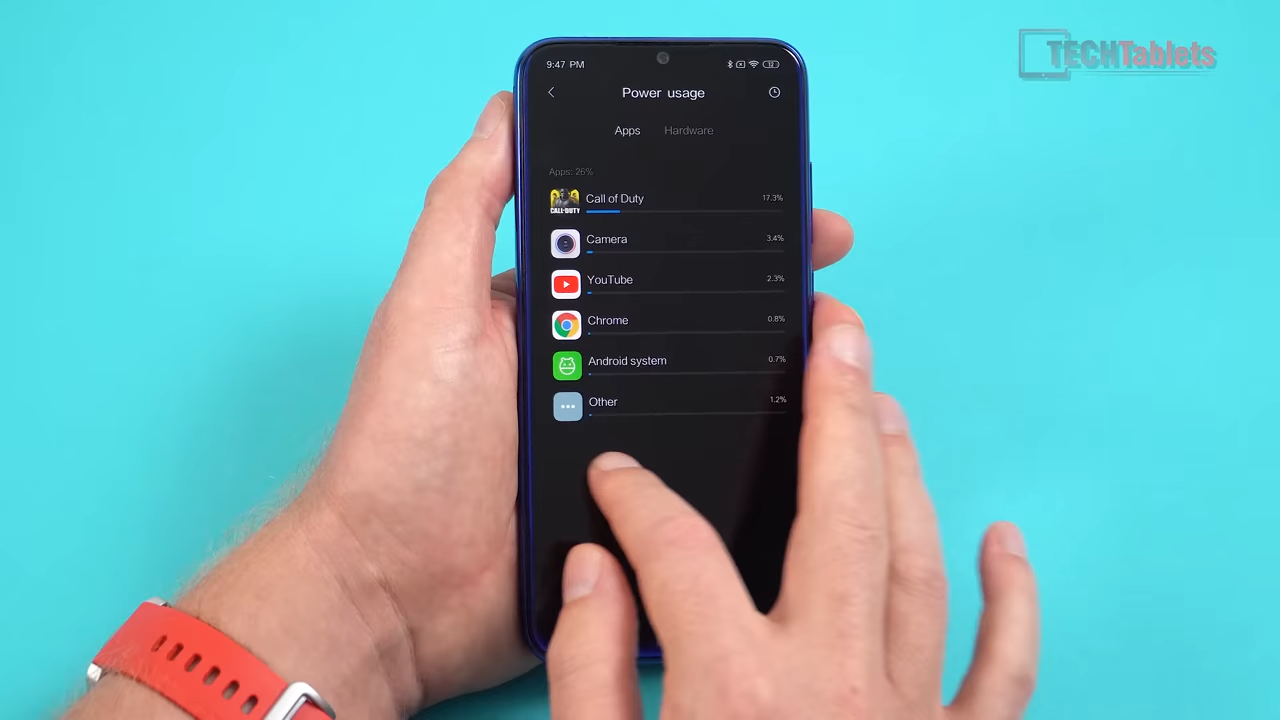 TECHTablets
9:47 PM
12
Power usage
Apps Hardware
Apps: 26%
CALL·DUTY
Call of Duty 17.3%
Camera 3.4%
YouTube 2.3%
Chrome 0.8%
Android system 0.7%
Other 1.2%